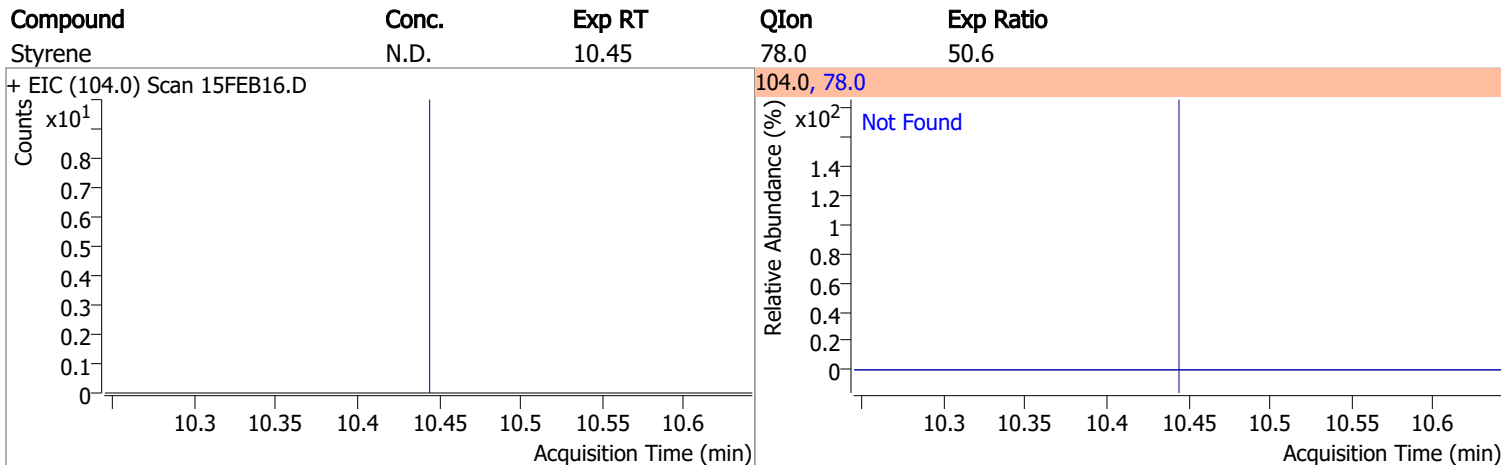 Compound Conc. Exp RT QIon Exp Ratio
Styrene N.D. 10.45 78.0 50.6
+ EIC (104.0) Scan 15FEB16.D
Counts
x10¹
0.8
0.7
0.6
0.5
0.4
0.3
0.2
0.1
0
10.3 10.35 10.4 10.45 10.5 10.55 10.6
Acquisition Time (min)
104.0, 78.0
Relative Abundance (%)
x10²
Not Found
1.4
1.2
1
0.8
0.6
0.4
0.2
0
10.3 10.35 10.4 10.45 10.5 10.55 10.6
Acquisition Time (min)